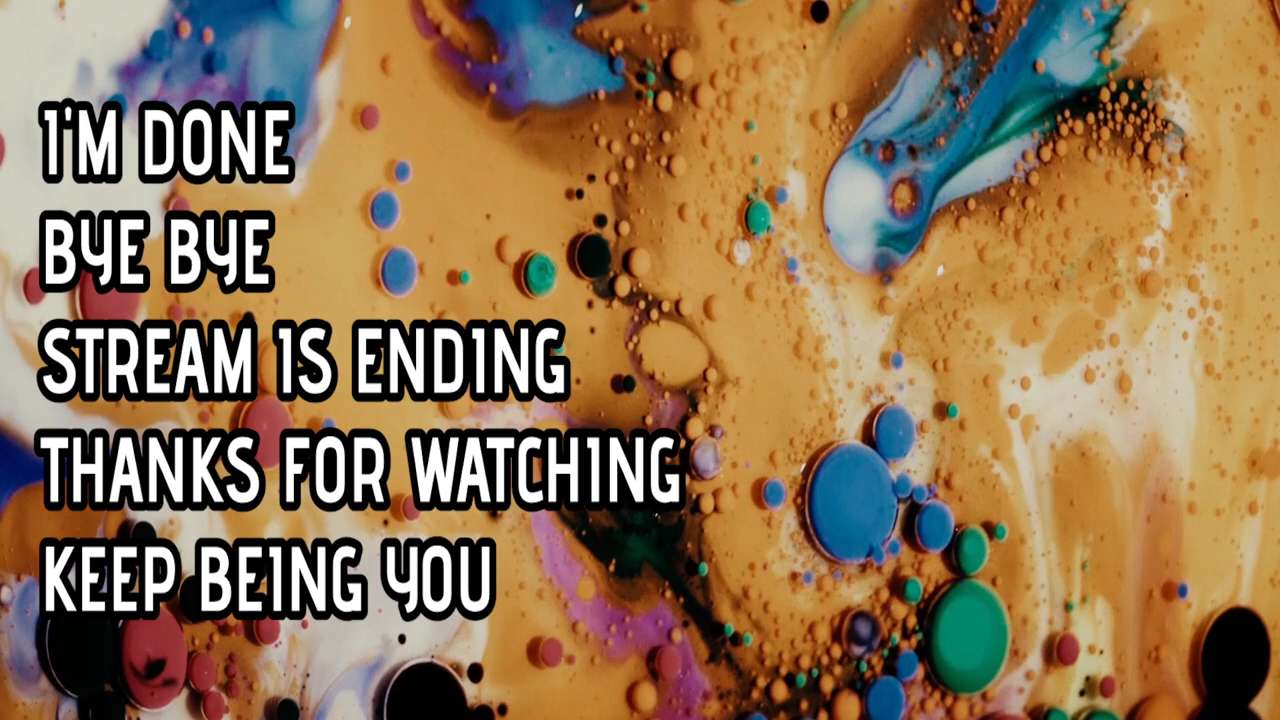 I'M DONE
BYE BYE
STREAM IS ENDING
THANKS FOR WATCHING
KEEP BEING YOU